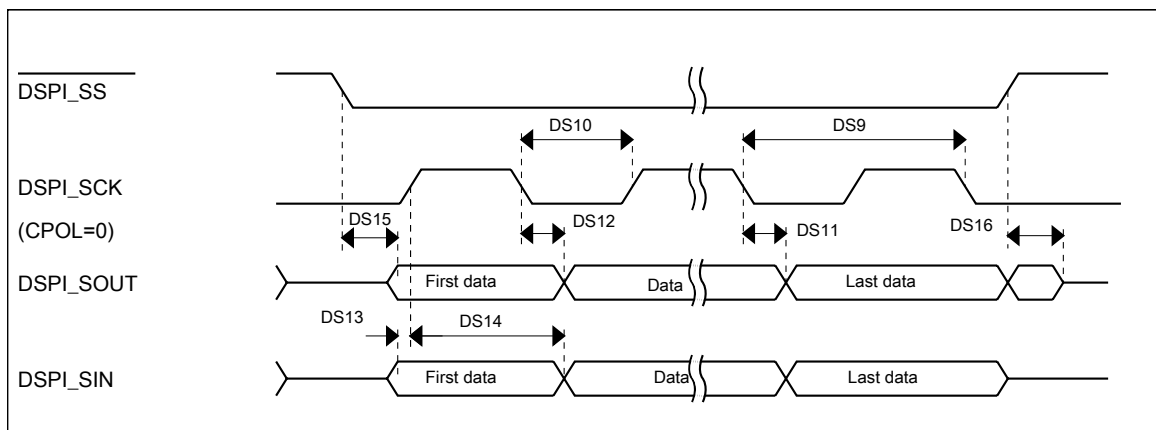 DSPI_SS
DS10
DS9
DSPI_SCK
(CPOL=0)
DS15
DS12
DS11
DS16
DSPI_SOUT
First data
Data
Last data
DS13
DS14
DSPI_SIN
First data
Data
Last data